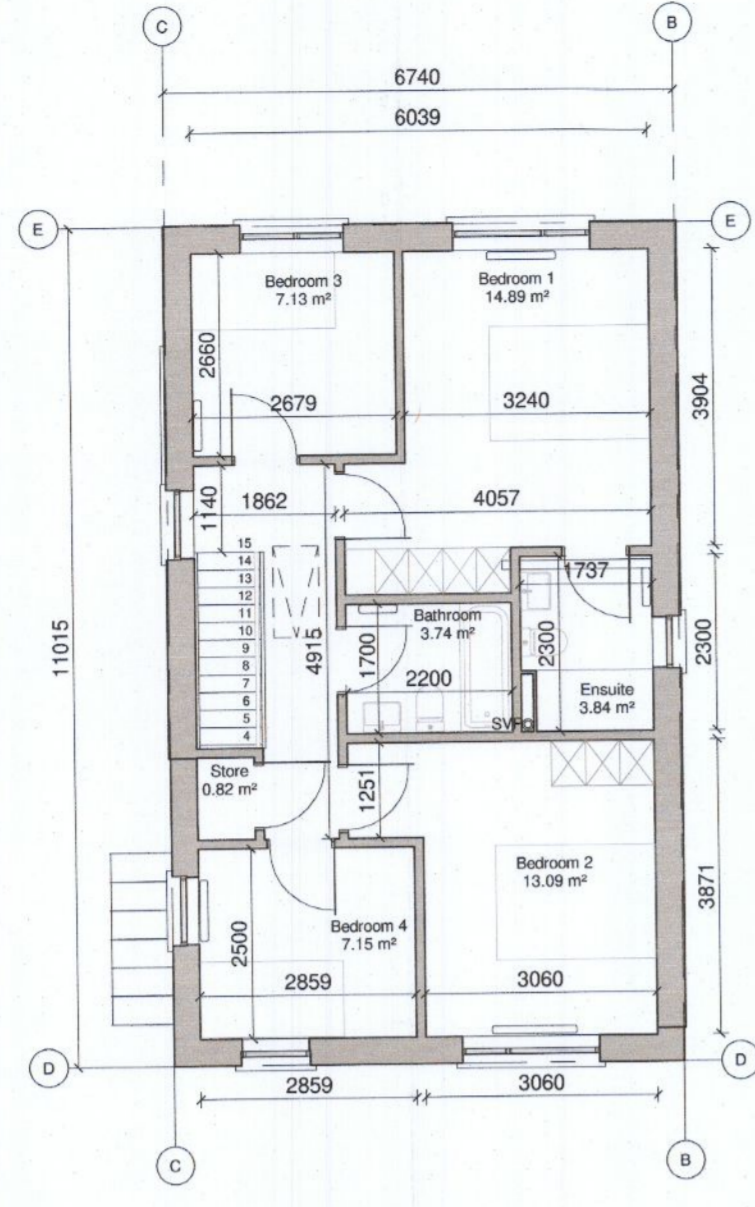 C
B
6740
6039
E
E
Bedroom 3
7.13 m²
Bedroom 1
14.89 m²
2660
2679
3240
3904
1140
1862
4057
15
14
13
12
11
10
9
8
7
6
5
4
1737
Bathroom
3.74 m²
11015
4915
1700
2200
2300
2300
Ensuite
3.84 m²
SVP
Store
0.82 m²
1251
Bedroom 2
13.09 m²
3871
Bedroom 4
7.15 m²
2500
2859
3060
D
D
2859
3060
C
B